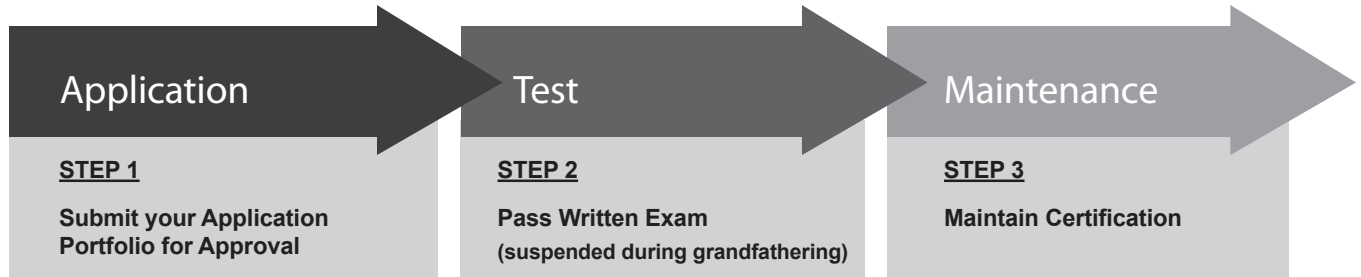 Application
STEP 1
Submit your Application
Portfolio for Approval
Test
STEP 2
Pass Written Exam
(suspended during grandfathering)
Maintenance
STEP 3
Maintain Certification